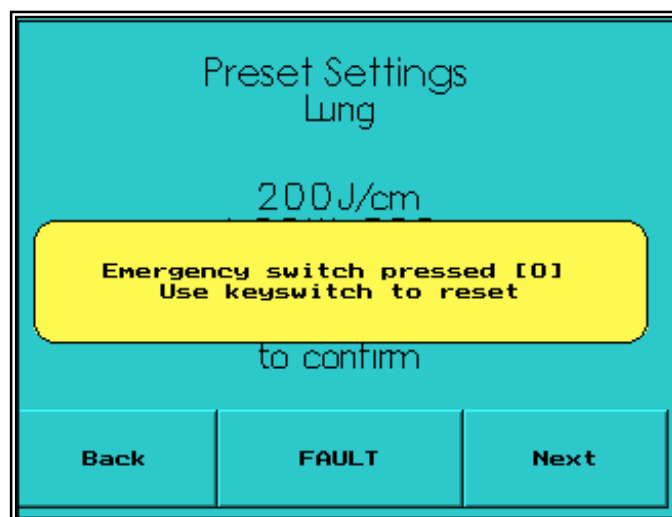 Preset Settings
Lung
200J/cm
Emergency switch pressed [0]
Use keyswitch to reset
to confirm
Back
FAULT
Next